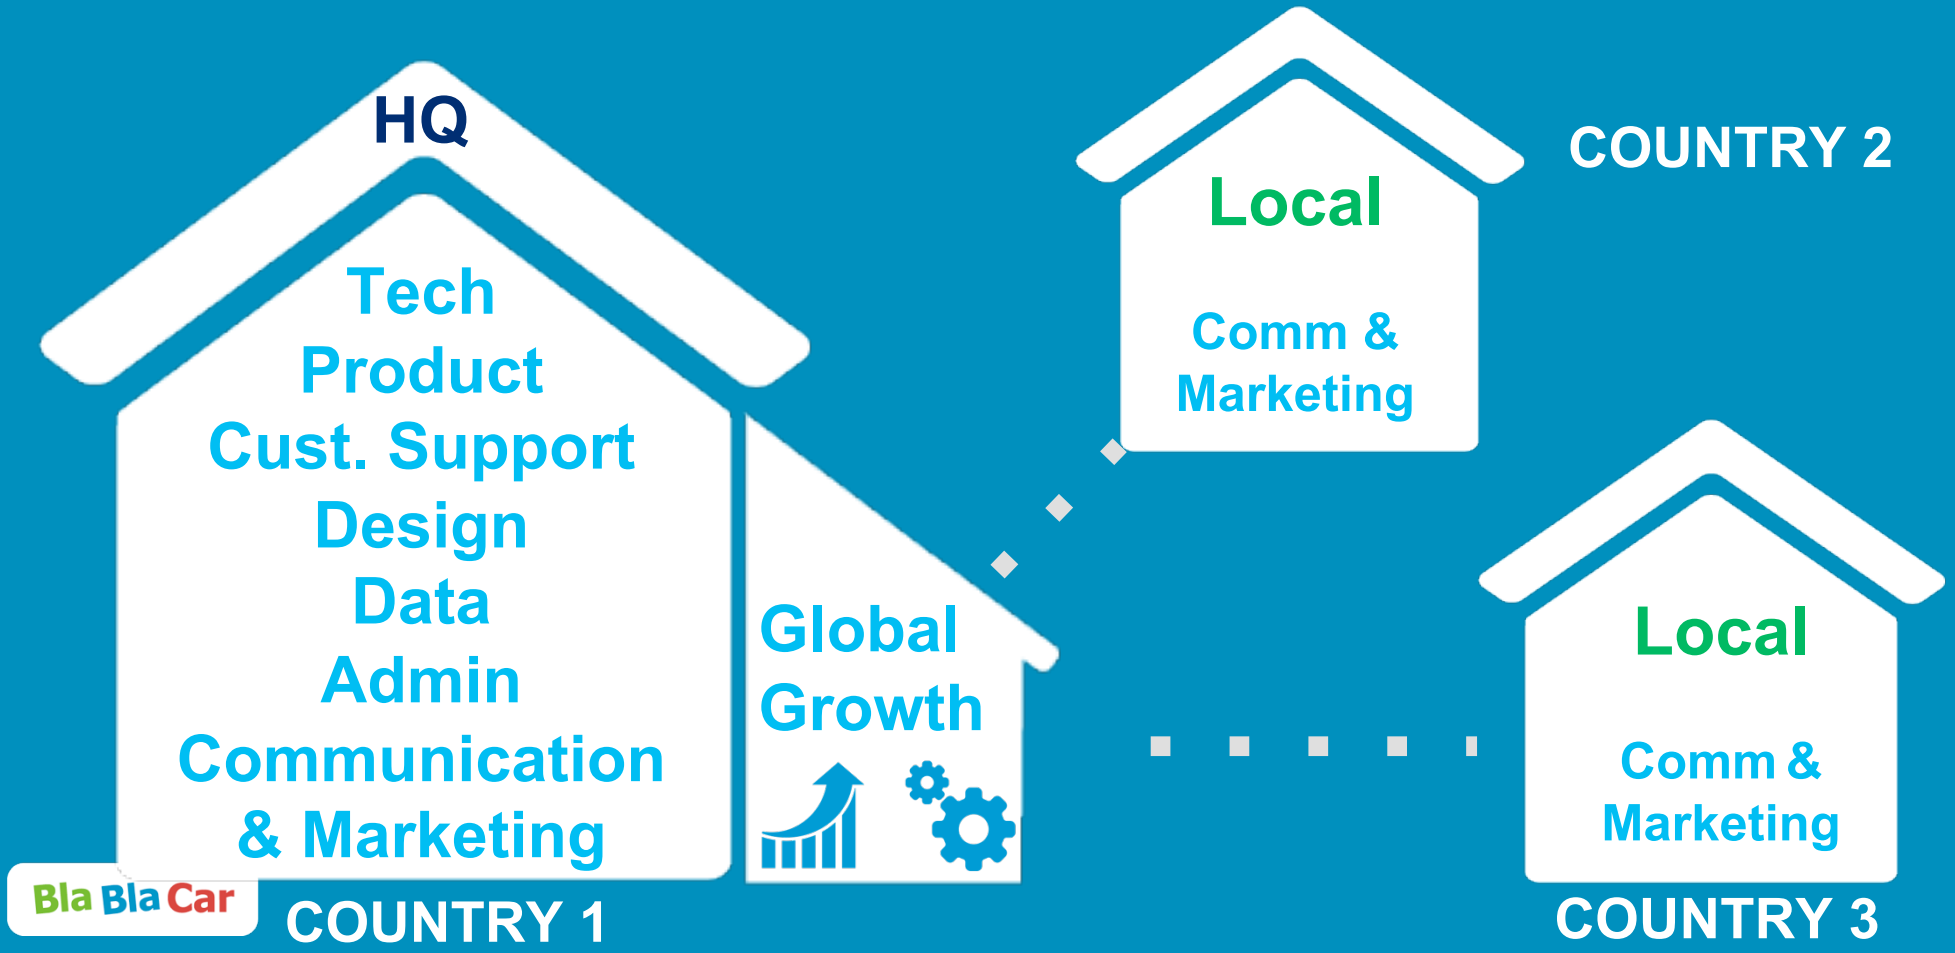 HQ
Tech
Product
Cust. Support
Design
Data
Admin
Communication
& Marketing
Global
Growth
Bla Bla Car
COUNTRY 1
Local
Comm &
Marketing
COUNTRY 2
Local
Comm &
Marketing
COUNTRY 3